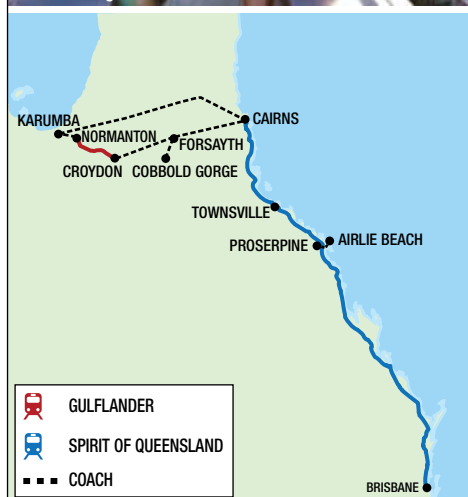 KARUMBA
CAIRNS
NORMANTON
FORSAYTH
CROYDON
COBBOLD GORGE
TOWNSVILLE
AIRLIE BEACH
PROSERPINE
GULFLANDER
SPIRIT OF QUEENSLAND
COACH
BRISBANE